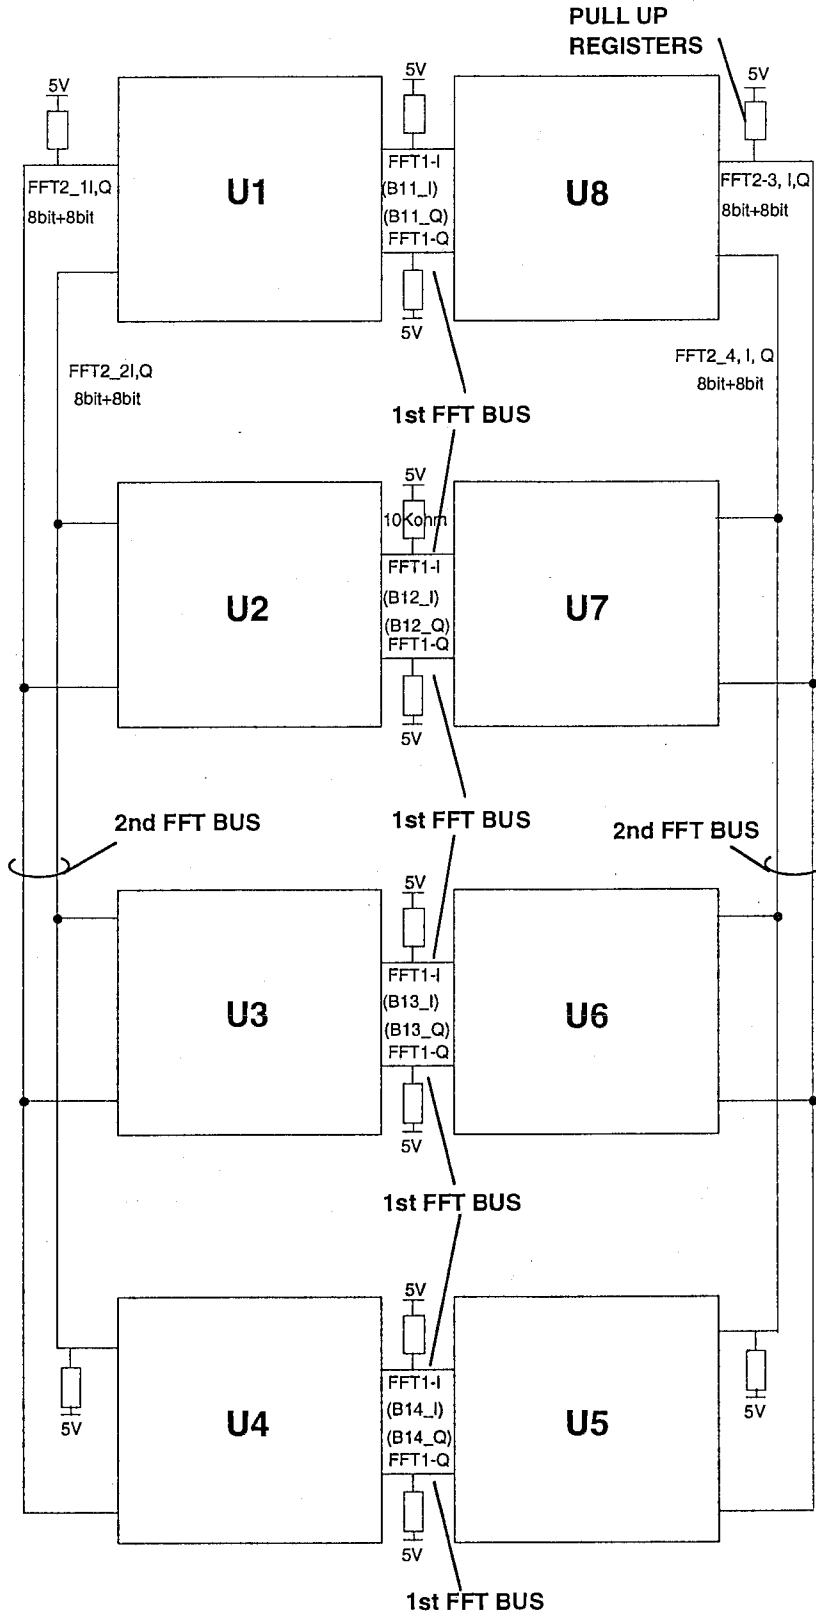 PULL UP
REGISTERS
5V
5V
5V
U1
U8
FFT2_1I,Q
8bit+8bit
FFT1-I
(B11_I)
(B11_Q)
FFT1-Q
FFT2-3, I,Q
8bit+8bit
5V
FFT2_2I,Q
8bit+8bit
FFT2_4, I, Q
8bit+8bit
1st FFT BUS
5V
10Kohm
U2
U7
FFT1-I
(B12_I)
(B12_Q)
FFT1-Q
5V
2nd FFT BUS
1st FFT BUS
2nd FFT BUS
5V
U3
U6
FFT1-I
(B13_I)
(B13_Q)
FFT1-Q
5V
1st FFT BUS
5V
U4
U5
FFT1-I
(B14_I)
(B14_Q)
FFT1-Q
5V
5V
5V
1st FFT BUS